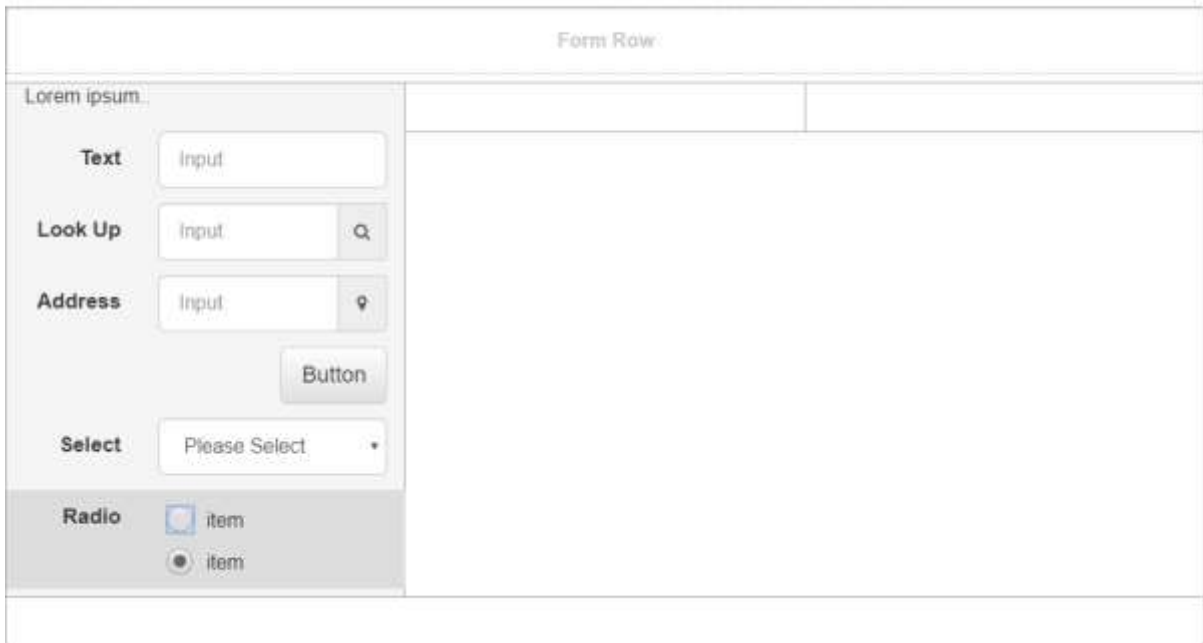 Form Row
Lorem ipsum...
Text Input
Look Up Input
Address Input
Button
Select Please Select
Radio item
item